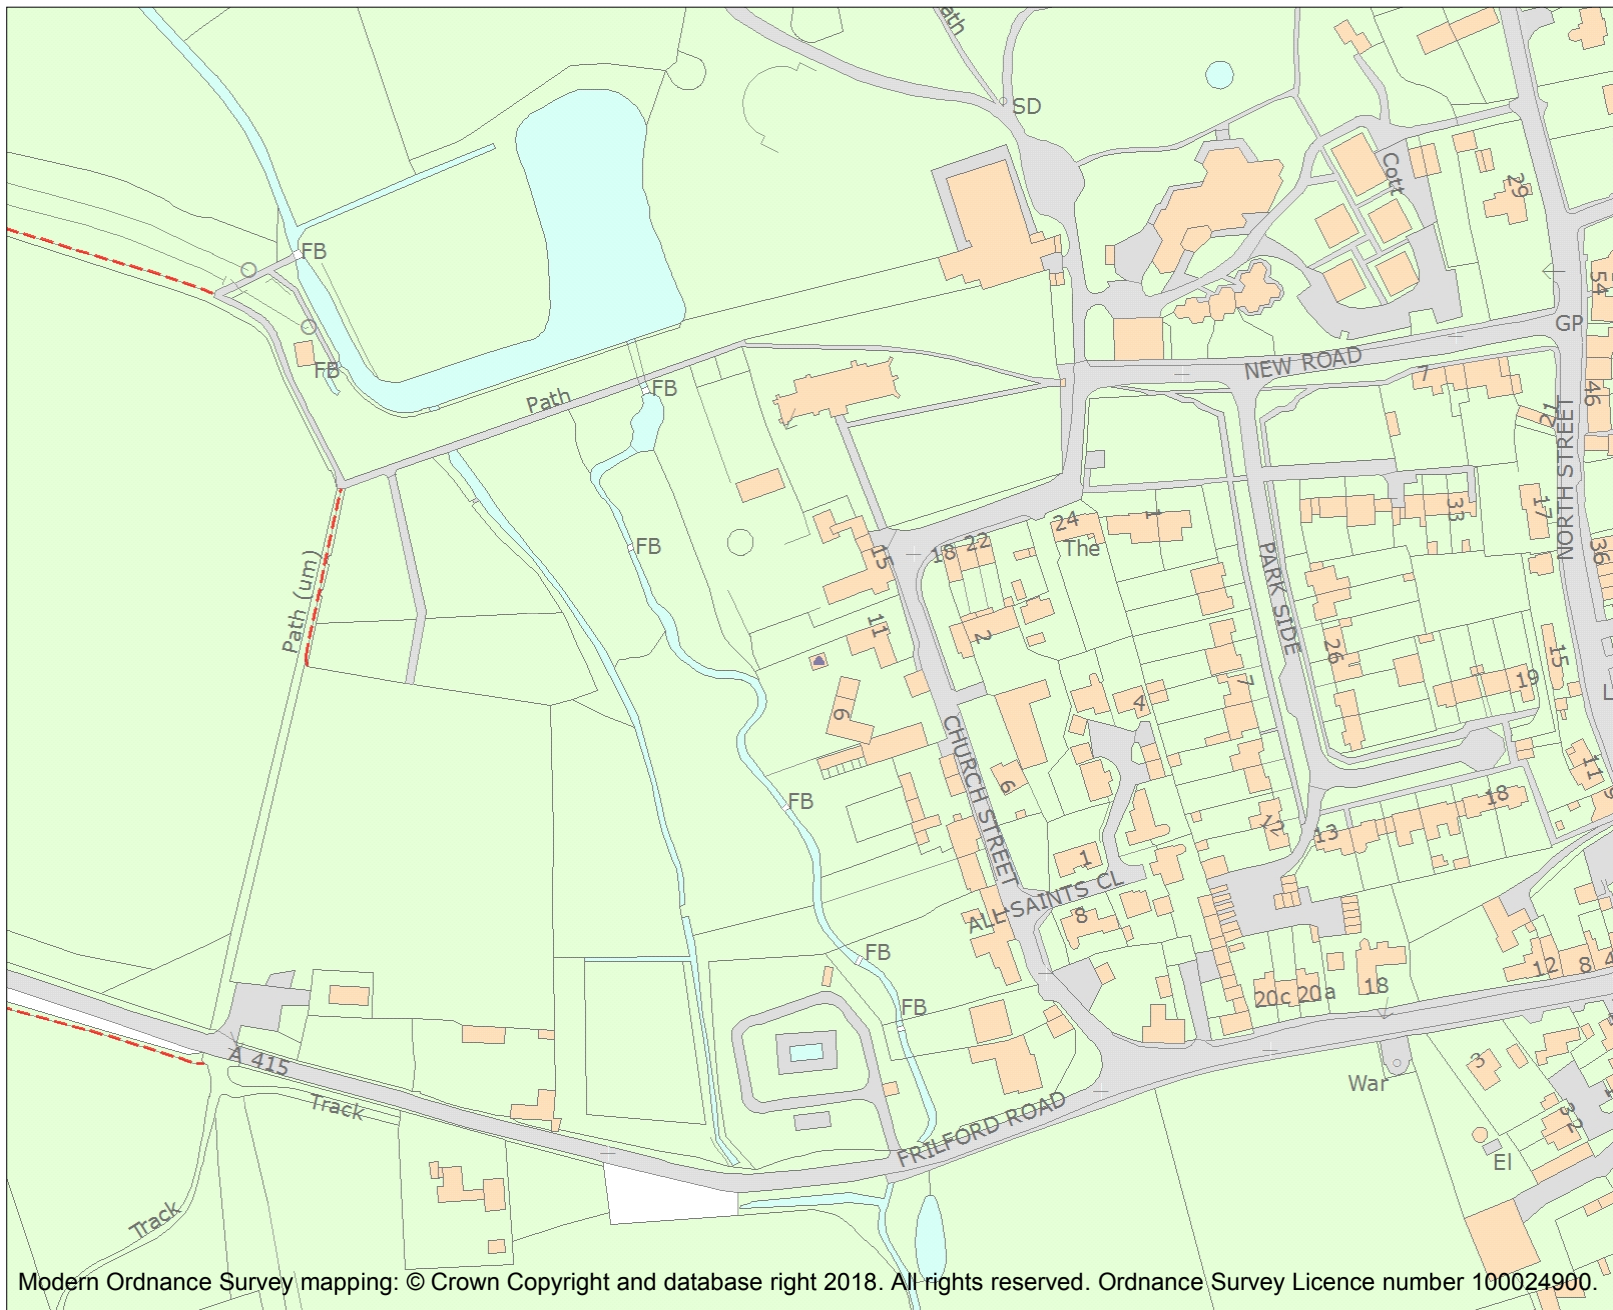 ath
SD
Cott
29
FB
54
GP
FB
NEW ROAD
7
FB
Path
46
21
NORTH STREET
17
33
24
1
The
22
18
15
FB
36
PARK SIDE
Path (um)
11
2
26
15
19
7
4
9
L
CHURCH STREET
6
11
FB
18
9
12
13
1
ALL SAINTS CL
8
FB
12
8
4
18
20c
20a
FB
A 415
Track
War
3
FRILFORD ROAD
32
El
Track
Modern Ordnance Survey mapping: © Crown Copyright and database right 2018. All rights reserved. Ordnance Survey Licence number 100024900.